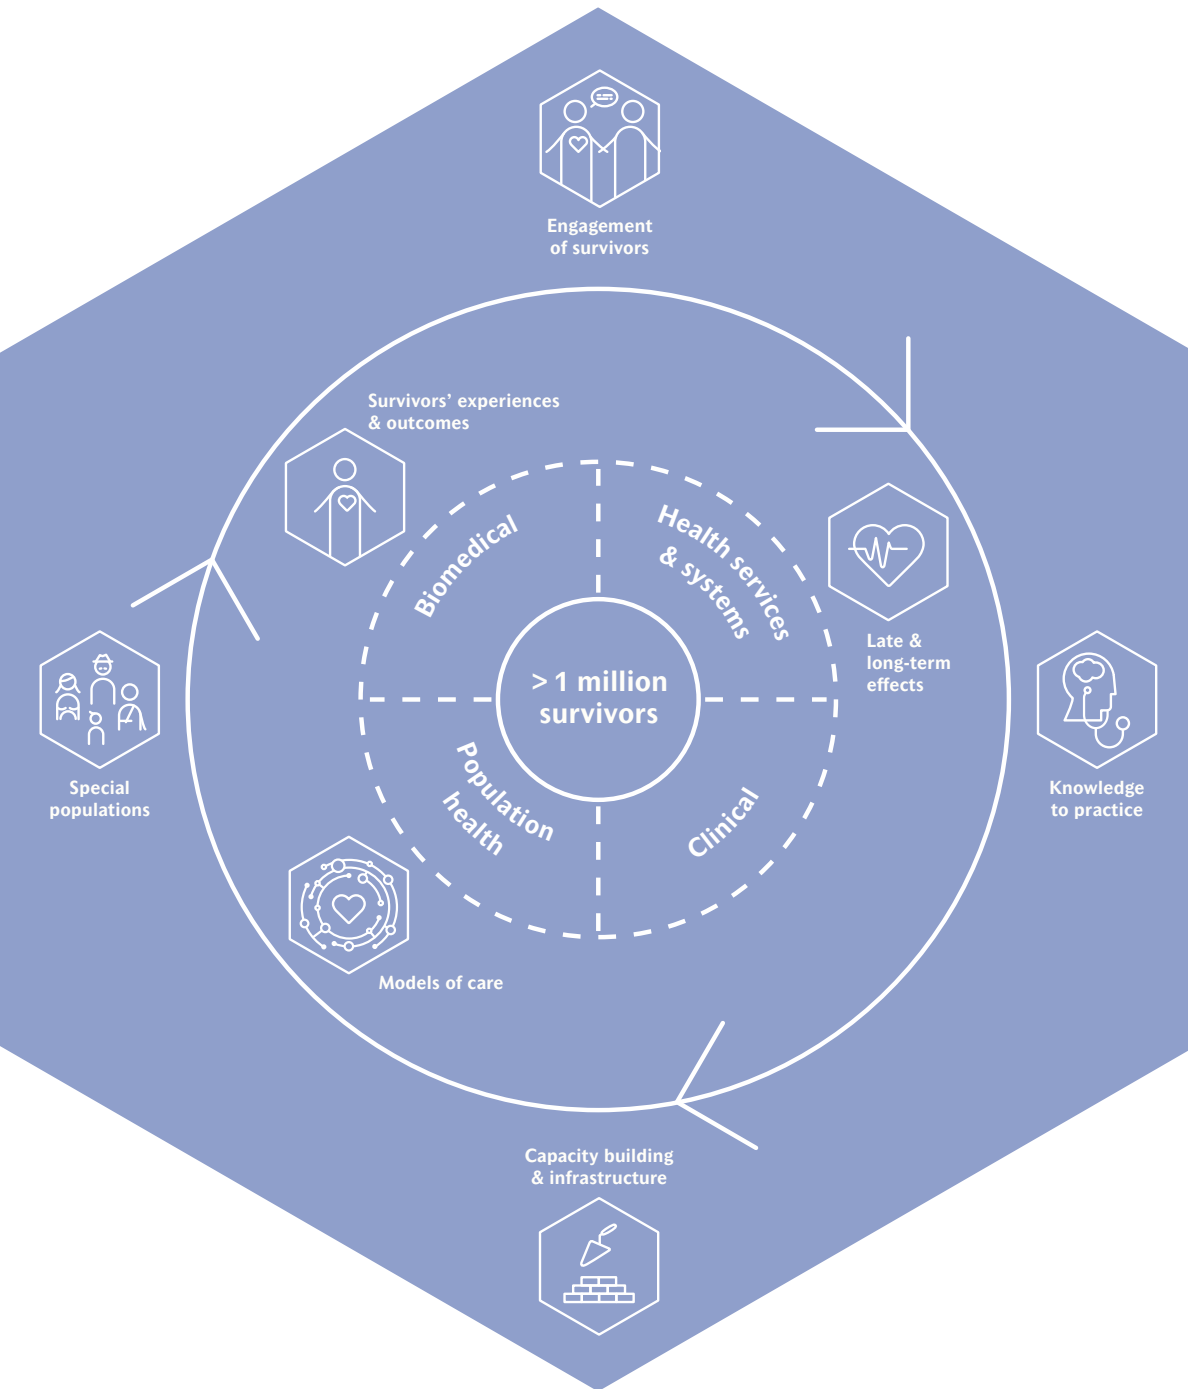 Engagement
of survivors
Survivors’ experiences
& outcomes
Biomedical
Health services
& systems
Late &
long-term
effects
> 1 million
survivors
Special
populations
Knowledge
to practice
Population
health
Clinical
Models of care
Capacity building
& infrastructure